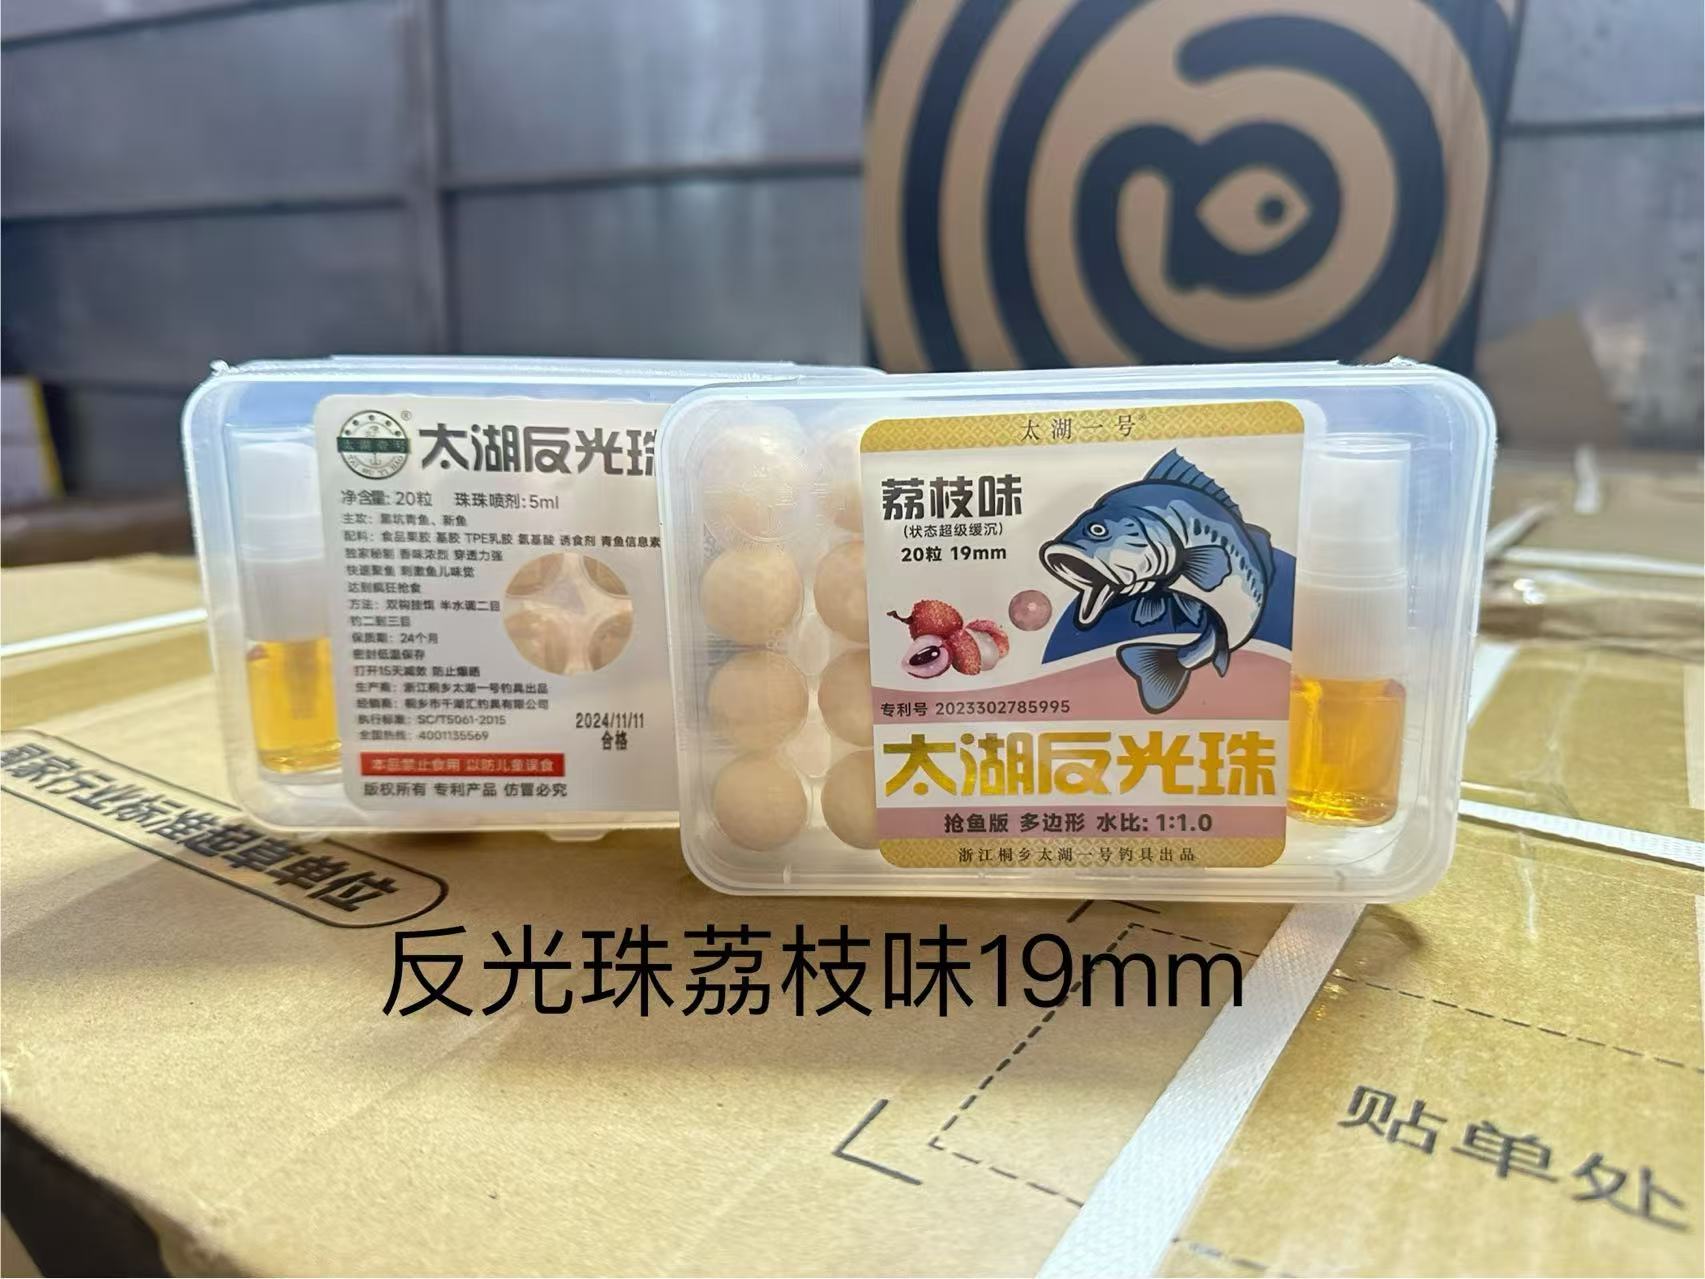 太湖反光珠
净含量: 20粒 珠珠喷剂: 5ml
主攻: 黑坑青鱼、新鱼
配料: 食品果胶 基胶 TPE乳胶 氨基酸 诱食剂 青鱼信息素
独家秘制 香味浓烈 穿透力强
快速聚鱼 刺激鱼儿味觉
达到疯狂抢食
方法: 双钩挂饵 半水调二目
钓二到三目
保质期: 24个月
密封低温保存
打开15天减效 防止爆晒
生产商: 浙江桐乡太湖一号钓具出品
经销商: 桐乡市千湖汇钓具有限公司
执行标准: SC/T5061-2015
全国热线: 4001135569
2024/11/11
合格
本品禁止食用 以防儿童误食
版权所有 专利产品 仿冒必究
太湖一号®
荔枝味
(状态超级缓沉)
20粒 19mm
专利号 2023302785995
太湖反光珠
抢鱼版 多边形 水比: 1:1.0
浙江桐乡太湖一号钓具出品
反光珠荔枝味19mm
贴单处